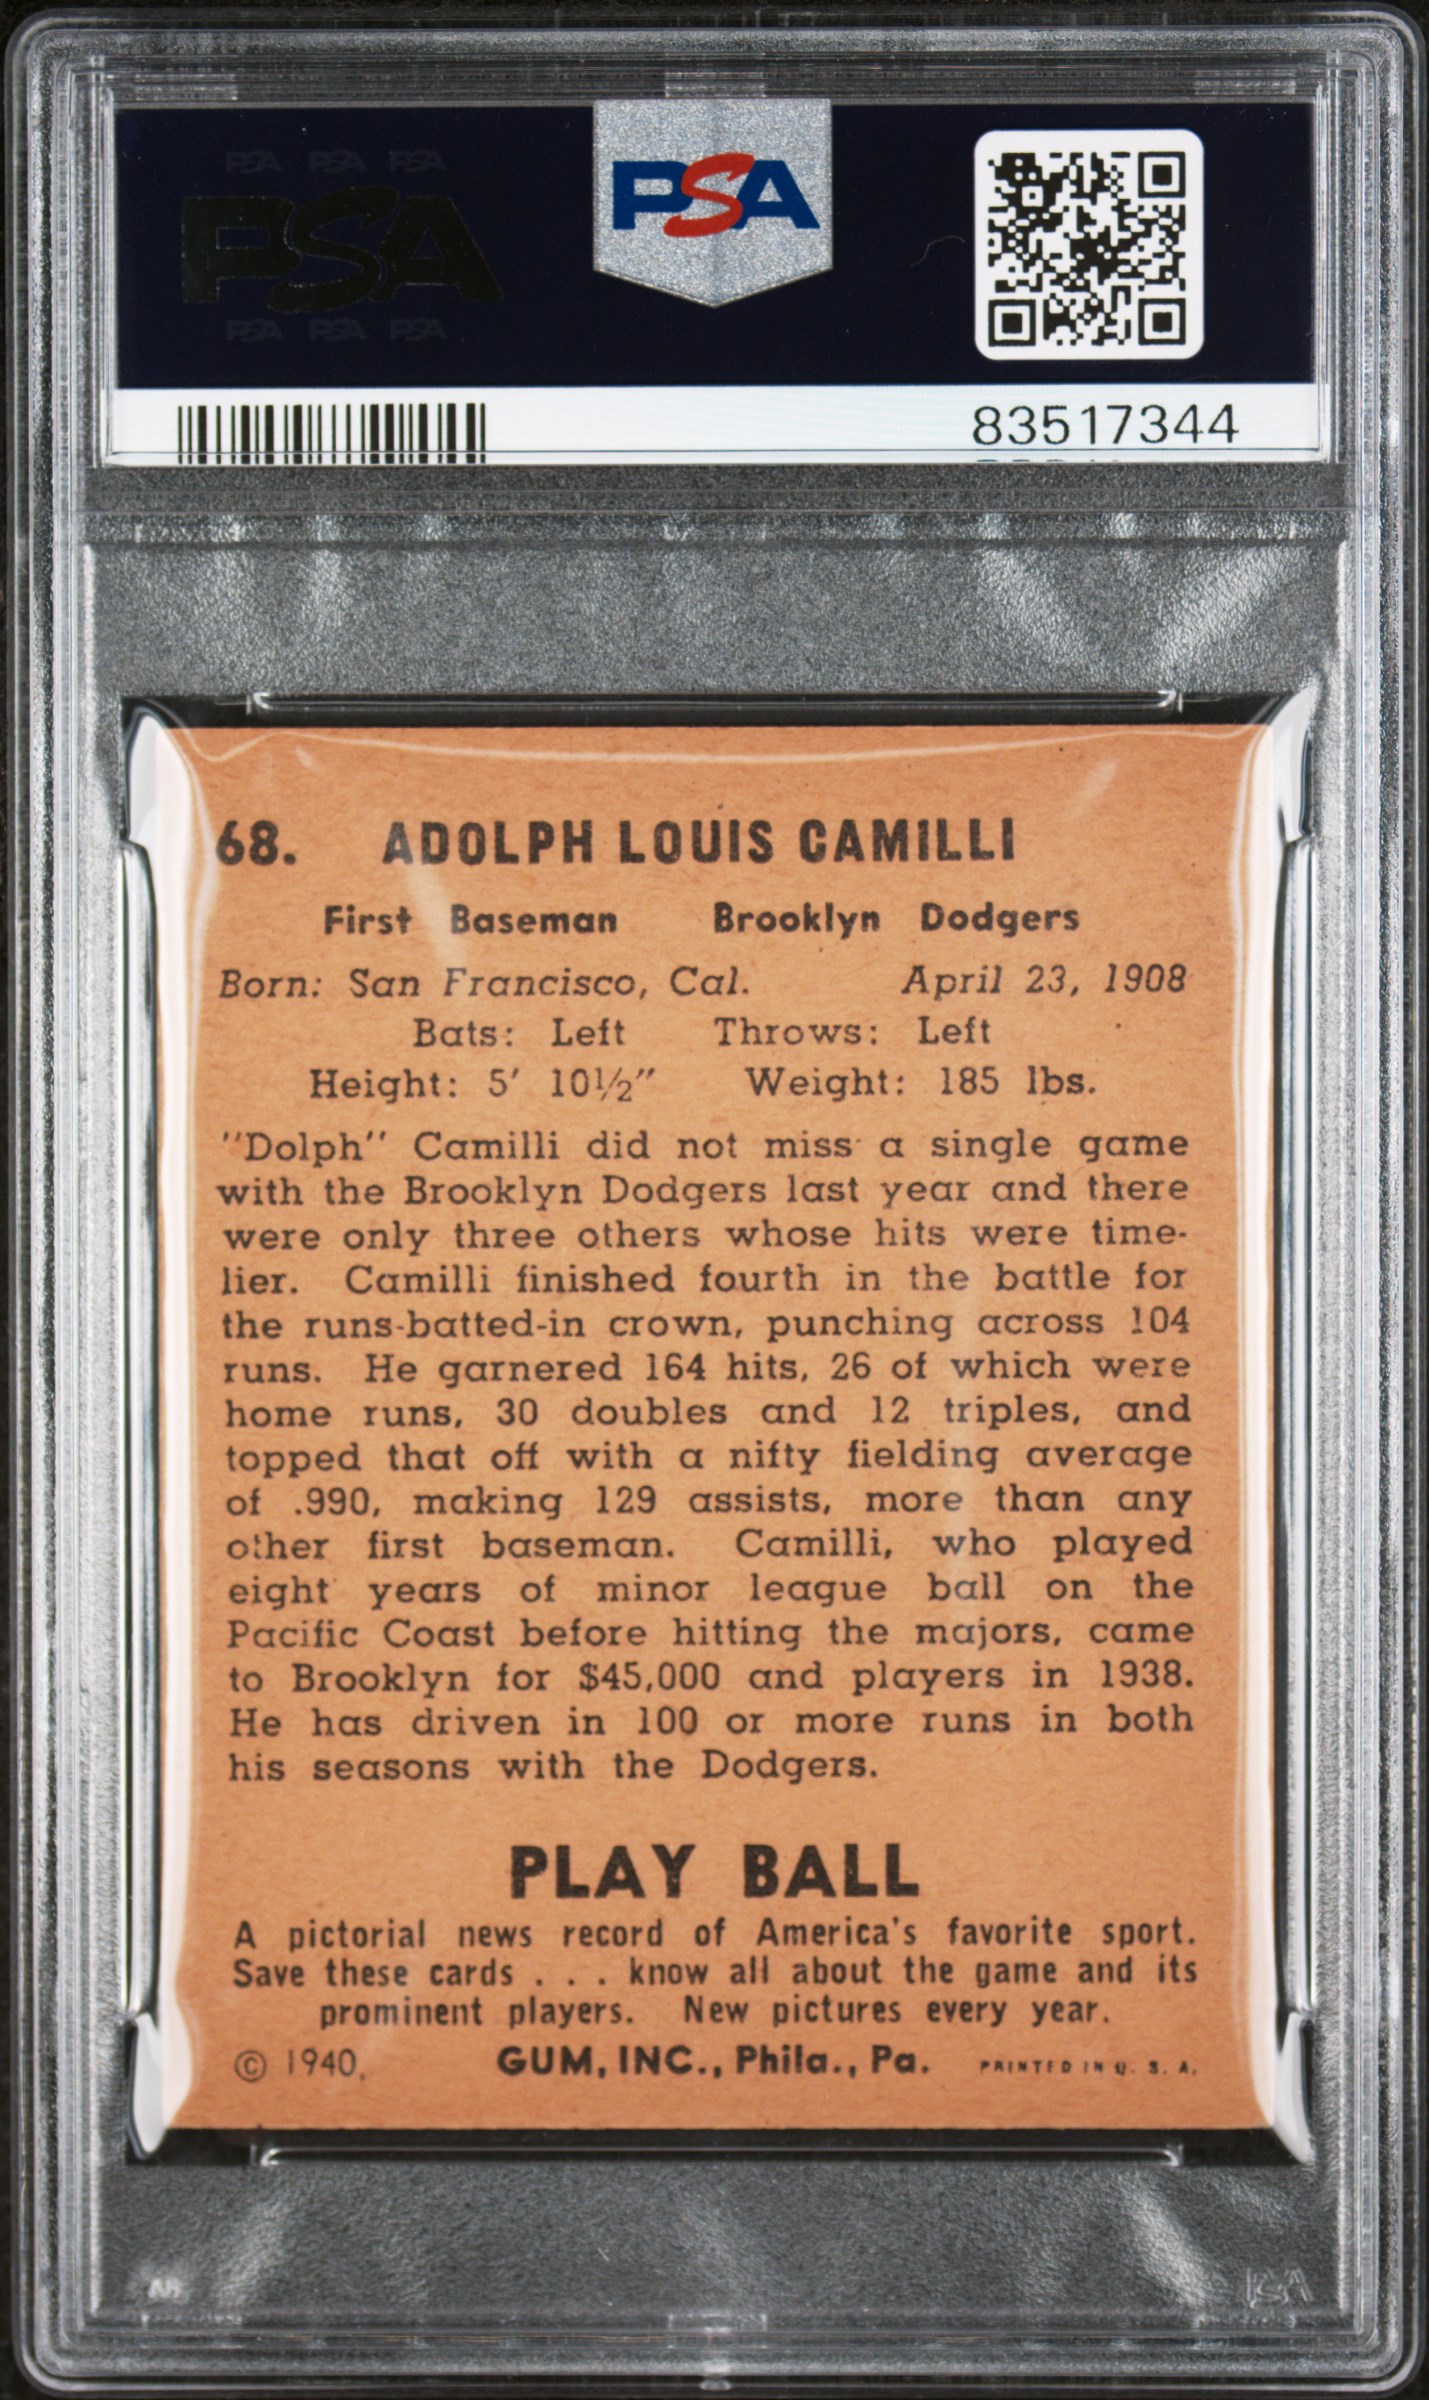 PSA PSA PSA
PSA
PSA PSA PSA
PSA
83517344
68. ADOLPH LOUIS CAMILLI
First Baseman Brooklyn Dodgers
Born: San Francisco, Cal. April 23, 1908
Bats: Left Throws: Left
Height: 5' 10½" Weight: 185 lbs.
"Dolph" Camilli did not miss a single game
with the Brooklyn Dodgers last year and there
were only three others whose hits were time-
lier. Camilli finished fourth in the battle for
the runs-batted-in crown, punching across 104
runs. He garnered 164 hits, 26 of which were
home runs, 30 doubles and 12 triples, and
topped that off with a nifty fielding average
of .990, making 129 assists, more than any
other first baseman. Camilli, who played
eight years of minor league ball on the
Pacific Coast before hitting the majors, came
to Brooklyn for $45,000 and players in 1938.
He has driven in 100 or more runs in both
his seasons with the Dodgers.
PLAY BALL
A pictorial news record of America's favorite sport.
Save these cards . . . know all about the game and its
prominent players. New pictures every year.
© 1940, GUM, INC., Phila., Pa. PRINTED IN U. S. A.